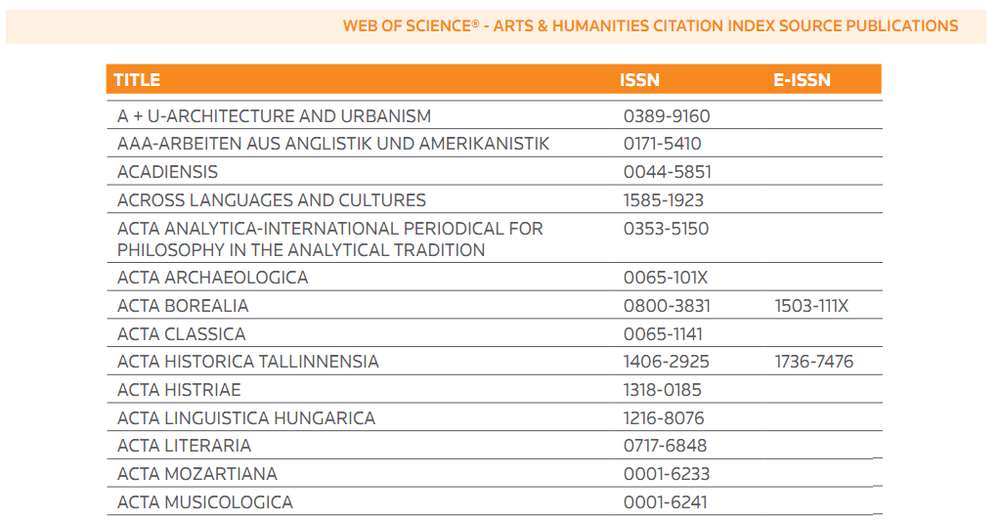 WEB OF SCIENCE® - ARTS & HUMANITIES CITATION INDEX SOURCE PUBLICATIONS
TITLE ISSN E-ISSN
A + U-ARCHITECTURE AND URBANISM 0389-9160
AAA-ARBEITEN AUS ANGLISTIK UND AMERIKANISTIK 0171-5410
ACADIENSIS 0044-5851
ACROSS LANGUAGES AND CULTURES 1585-1923
ACTA ANALYTICA-INTERNATIONAL PERIODICAL FOR 0353-5150
PHILOSOPHY IN THE ANALYTICAL TRADITION
ACTA ARCHAEOLOGICA 0065-101X
ACTA BOREALIA 0800-3831 1503-111X
ACTA CLASSICA 0065-1141
ACTA HISTORICA TALLINNENSIA 1406-2925 1736-7476
ACTA HISTRIAE 1318-0185
ACTA LINGUISTICA HUNGARICA 1216-8076
ACTA LITERARIA 0717-6848
ACTA MOZARTIANA 0001-6233
ACTA MUSICOLOGICA 0001-6241